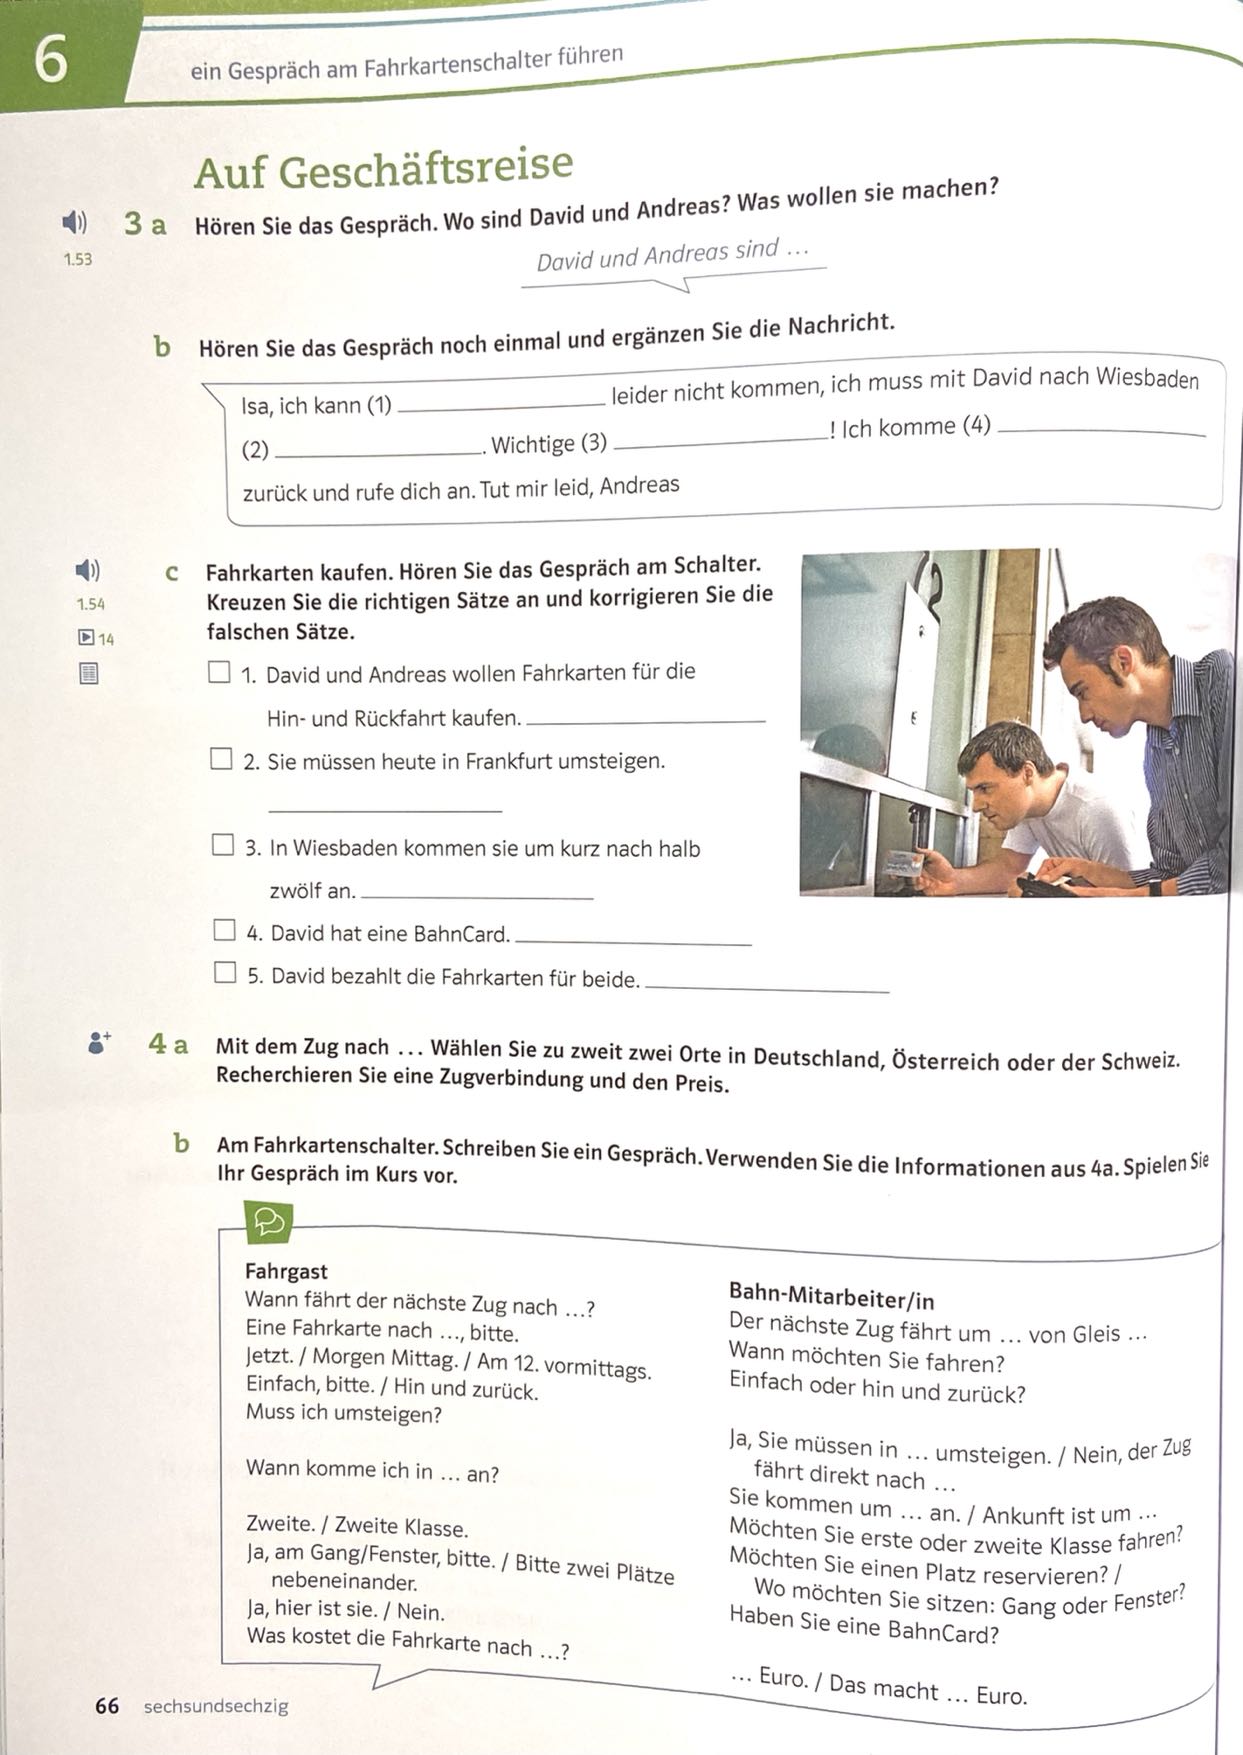 6
ein Gespräch am Fahrkartenschalter führen
Auf Geschäftsreise
1.53
3 a Hören Sie das Gespräch. Wo sind David und Andreas? Was wollen sie machen?
David und Andreas sind ...
b Hören Sie das Gespräch noch einmal und ergänzen Sie die Nachricht.
Isa, ich kann (1) ____________ leider nicht kommen, ich muss mit David nach Wiesbaden
(2) ____________. Wichtige (3) ____________! Ich komme (4) ____________
zurück und rufe dich an. Tut mir leid, Andreas
1.54
14
c Fahrkarten kaufen. Hören Sie das Gespräch am Schalter.
Kreuzen Sie die richtigen Sätze an und korrigieren Sie die
falschen Sätze.
1. David und Andreas wollen Fahrkarten für die
Hin- und Rückfahrt kaufen. ____________
2. Sie müssen heute in Frankfurt umsteigen.
____________
3. In Wiesbaden kommen sie um kurz nach halb
zwölf an. ____________
4. David hat eine BahnCard. ____________
5. David bezahlt die Fahrkarten für beide. ____________
4 a Mit dem Zug nach ... Wählen Sie zu zweit zwei Orte in Deutschland, Österreich oder der Schweiz.
Recherchieren Sie eine Zugverbindung und den Preis.
b Am Fahrkartenschalter. Schreiben Sie ein Gespräch. Verwenden Sie die Informationen aus 4a. Spielen Sie
Ihr Gespräch im Kurs vor.
Fahrgast
Wann fährt der nächste Zug nach ...?
Eine Fahrkarte nach ..., bitte.
Jetzt. / Morgen Mittag. / Am 12. vormittags.
Einfach, bitte. / Hin und zurück.
Muss ich umsteigen?
Wann komme ich in ... an?
Zweite. / Zweite Klasse.
Ja, am Gang/Fenster, bitte. / Bitte zwei Plätze
nebeneinander.
Ja, hier ist sie. / Nein.
Was kostet die Fahrkarte nach ...?
Bahn-Mitarbeiter/in
Der nächste Zug fährt um ... von Gleis ...
Wann möchten Sie fahren?
Einfach oder hin und zurück?
Ja, Sie müssen in ... umsteigen. / Nein, der Zug
fährt direkt nach ...
Sie kommen um ... an. / Ankunft ist um ...
Möchten Sie erste oder zweite Klasse fahren?
Möchten Sie einen Platz reservieren? /
Wo möchten Sie sitzen: Gang oder Fenster?
Haben Sie eine BahnCard?
... Euro. / Das macht ... Euro.
66 sechsundsechzig